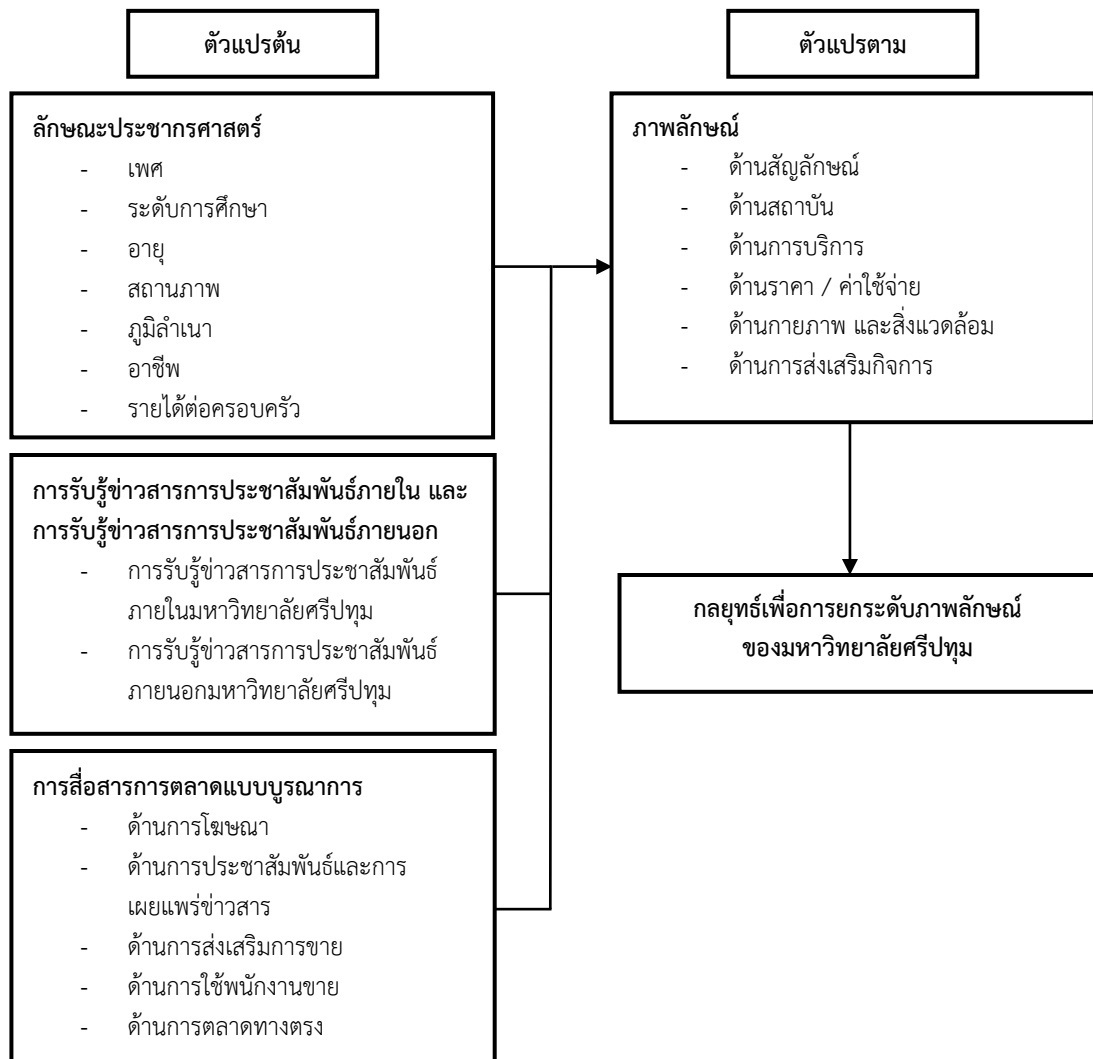 ตัวแปรต้น
ตัวแปรตาม
ลักษณะประชากรศาสตร์
- เพศ
- ระดับการศึกษา
- อายุ
- สถานภาพ
- ภูมิลำเนา
- อาชีพ
- รายได้ต่อครอบครัว
การรับรู้ข่าวสารการประชาสัมพันธ์ภายใน และ
การรับรู้ข่าวสารการประชาสัมพันธ์ภายนอก
- การรับรู้ข่าวสารการประชาสัมพันธ์
ภายในมหาวิทยาลัยศรีปทุม
- การรับรู้ข่าวสารการประชาสัมพันธ์
ภายนอกมหาวิทยาลัยศรีปทุม
การสื่อสารการตลาดแบบบูรณาการ
- ด้านการโฆษณา
- ด้านการประชาสัมพันธ์และการ
เผยแพร่ข่าวสาร
- ด้านการส่งเสริมการขาย
- ด้านการใช้พนักงานขาย
- ด้านการตลาดทางตรง
ภาพลักษณ์
- ด้านสัญลักษณ์
- ด้านสถาบัน
- ด้านการบริการ
- ด้านราคา / ค่าใช้จ่าย
- ด้านกายภาพ และสิ่งแวดล้อม
- ด้านการส่งเสริมกิจการ
กลยุทธ์เพื่อการยกระดับภาพลักษณ์
ของมหาวิทยาลัยศรีปทุม